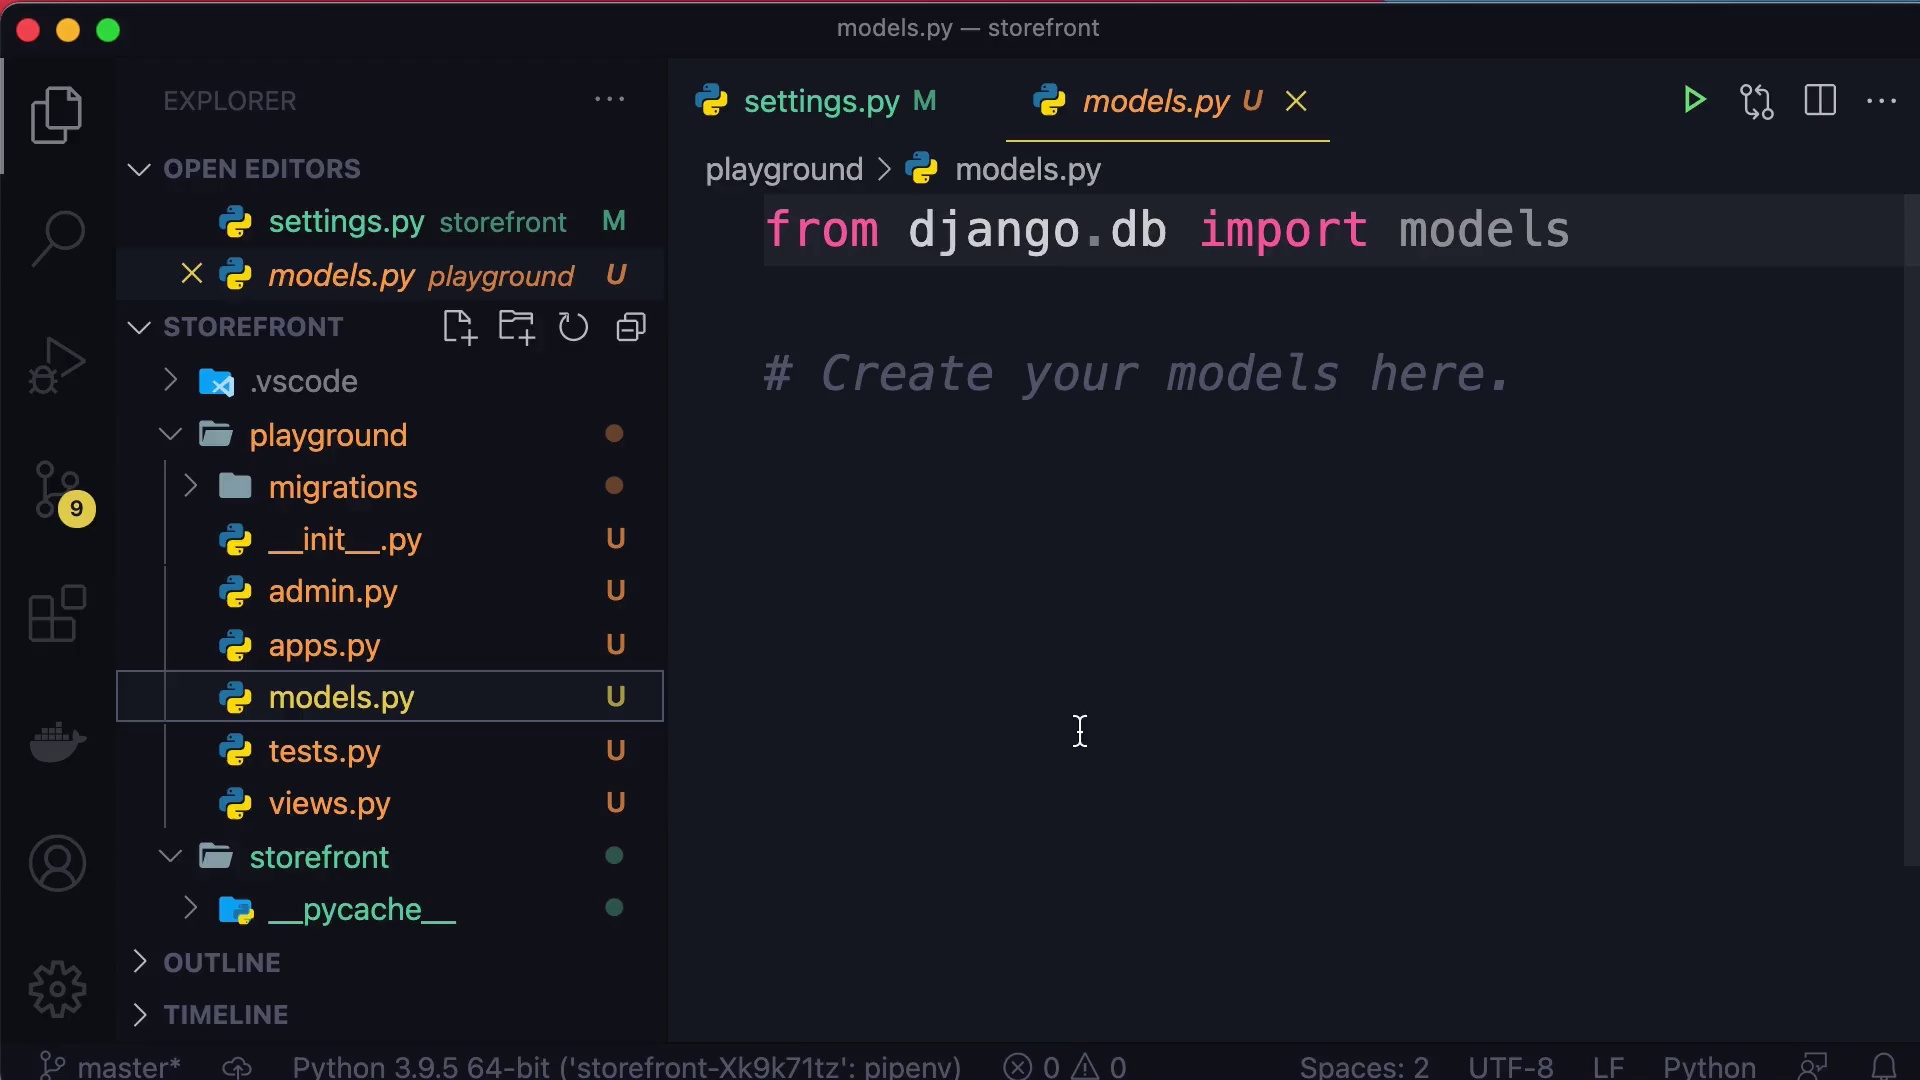 models.py — storefront
EXPLORER
OPEN EDITORS
settings.py storefront M
models.py playground U
STOREFRONT
.vscode
playground
migrations
__init__.py U
admin.py U
apps.py U
models.py U
tests.py U
views.py U
storefront
__pycache__
OUTLINE
TIMELINE
9
settings.py M
models.py U
playground > models.py
from django.db import models
# Create your models here.
master* Python 3.9.5 64-bit ('storefront-Xk9k71tz': pipenv) 0 0 Spaces: 2 UTF-8 LF Python